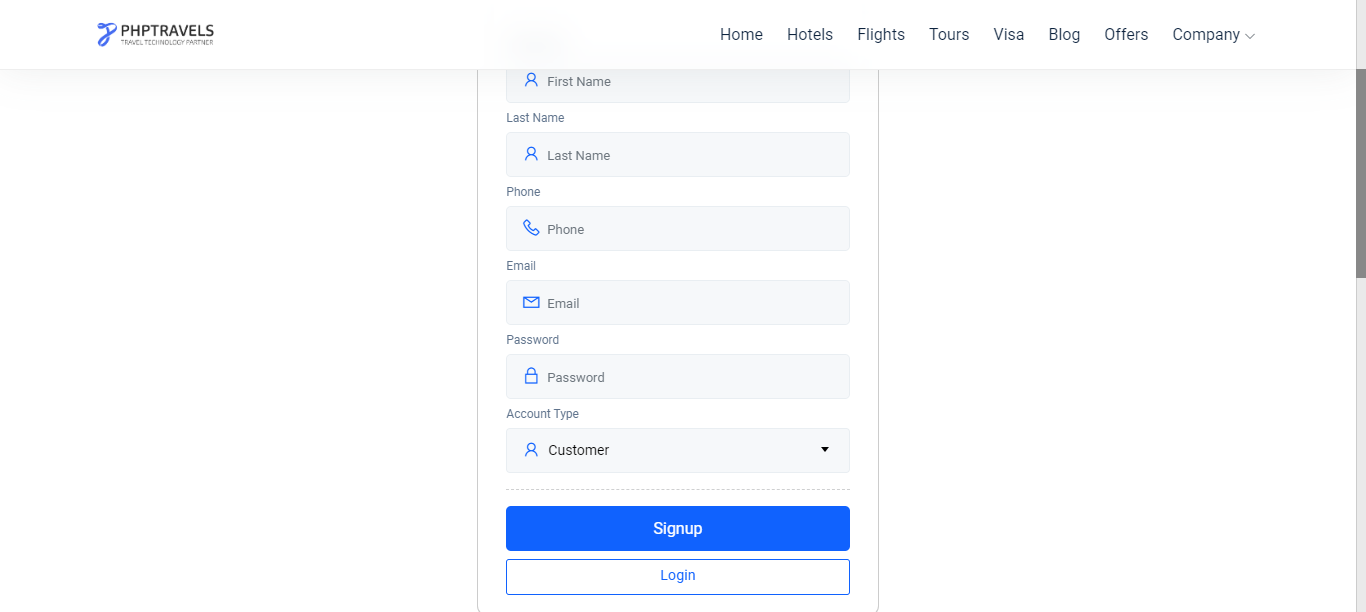 PHPTRAVELS
TRAVEL TECHNOLOGY PARTNER
Home Hotels Flights Tours Visa Blog Offers Company
First Name
Last Name
Last Name
Phone
Phone
Email
Email
Password
Password
Account Type
Customer
Signup
Login